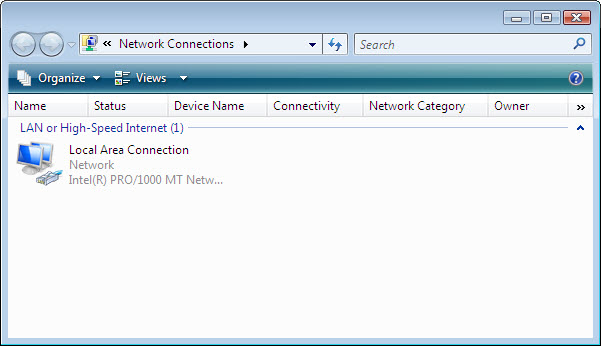 « Network Connections
Search
Organize Views
Name Status Device Name Connectivity Network Category Owner »
LAN or High-Speed Internet (1)
Local Area Connection
Network
Intel(R) PRO/1000 MT Netw...